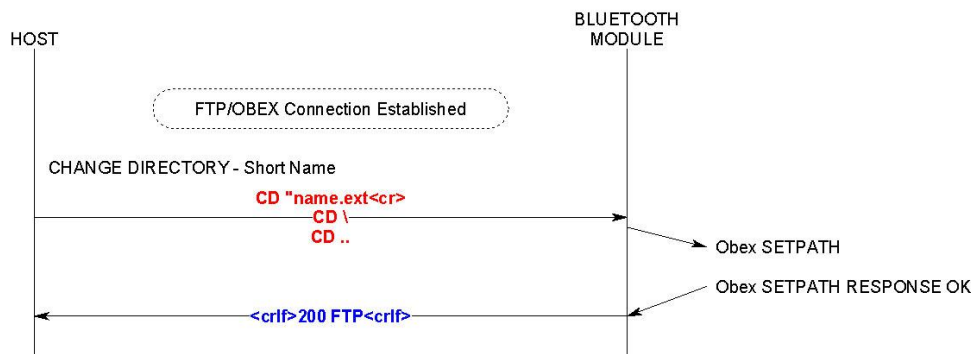 HOST
BLUETOOTH
MODULE
FTP/OBEX Connection Established
CHANGE DIRECTORY - Short Name
CD "name.ext<cr>
CD \
CD ..
Obex SETPATH
Obex SETPATH RESPONSE OK
<crlf>200 FTP<crlf>